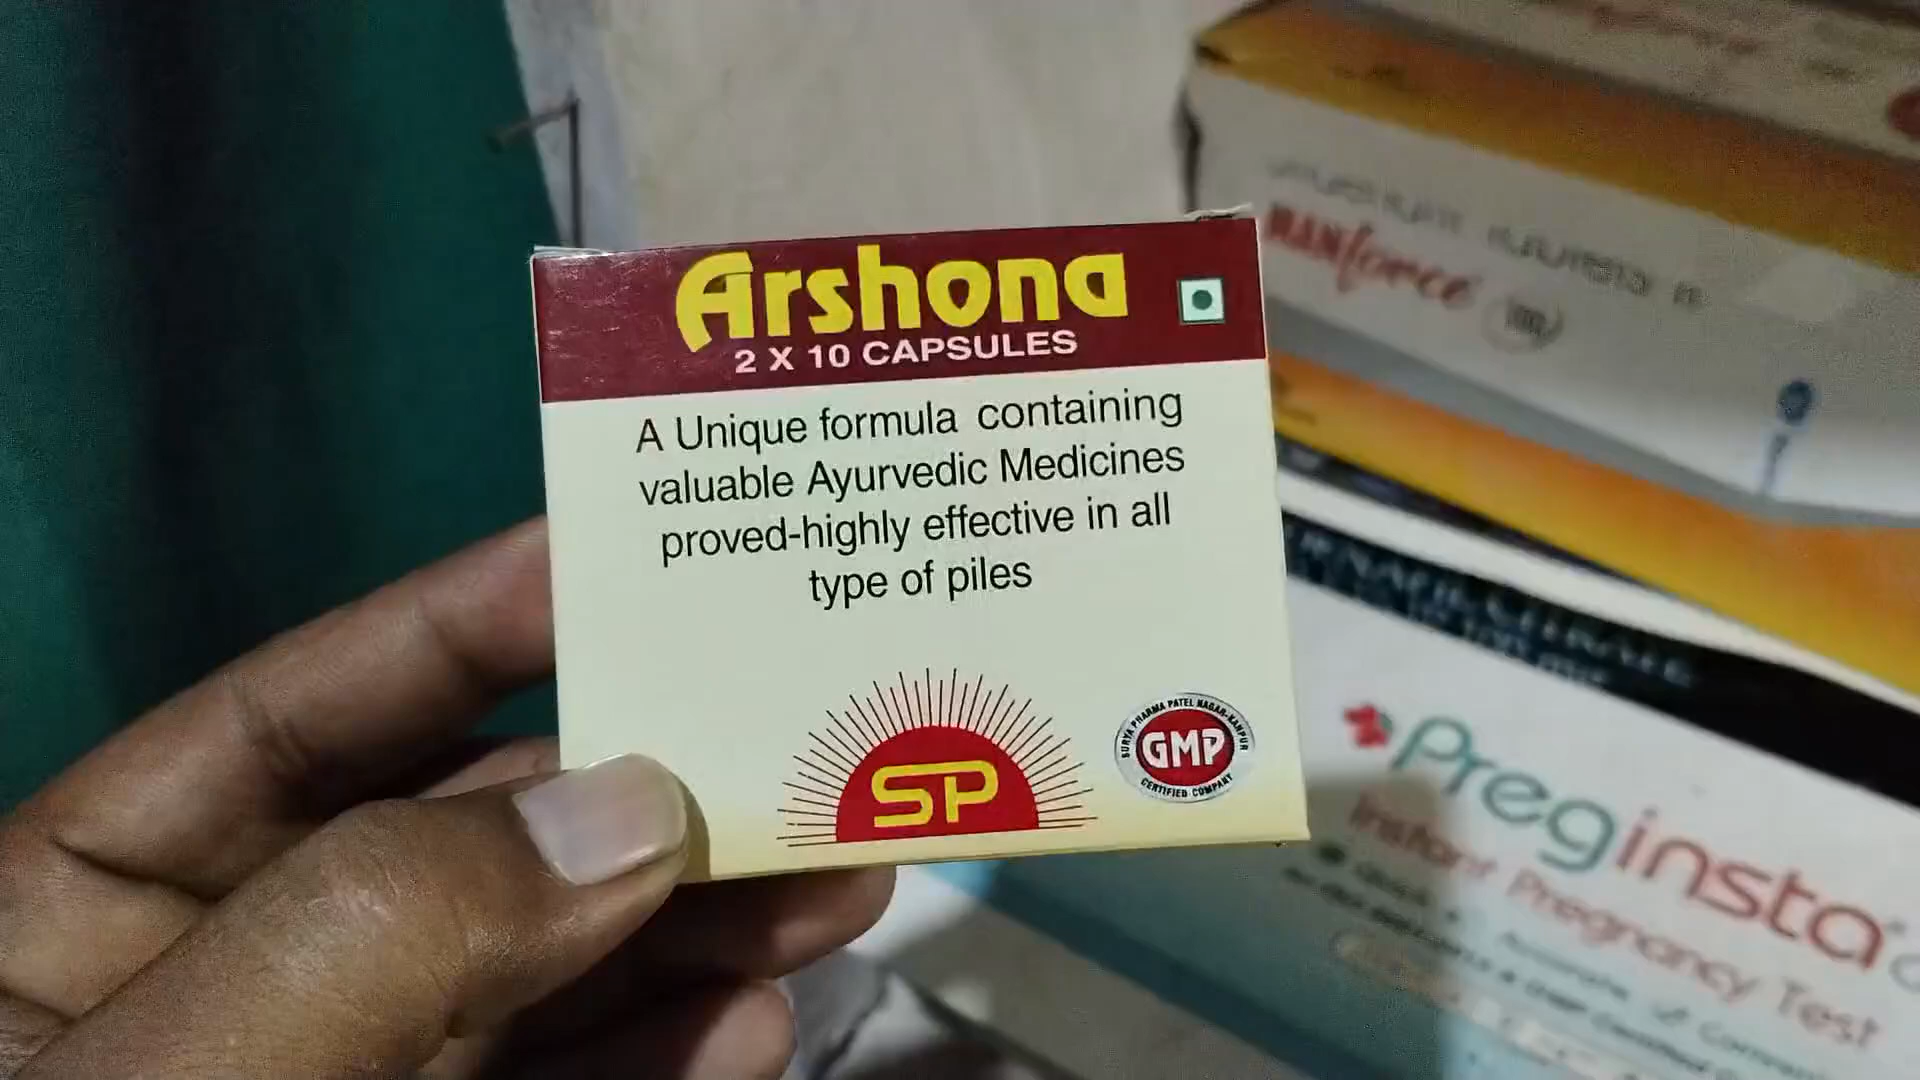 Arshona
2 X 10 CAPSULES
A Unique formula containing
valuable Ayurvedic Medicines
proved-highly effective in all
type of piles
SP
SURYA PHARMA PATEL NAGAR-KANPUR
GMP
CERTIFIED COMPANY
MANforce
Preginsta
Instant Pregnancy Test